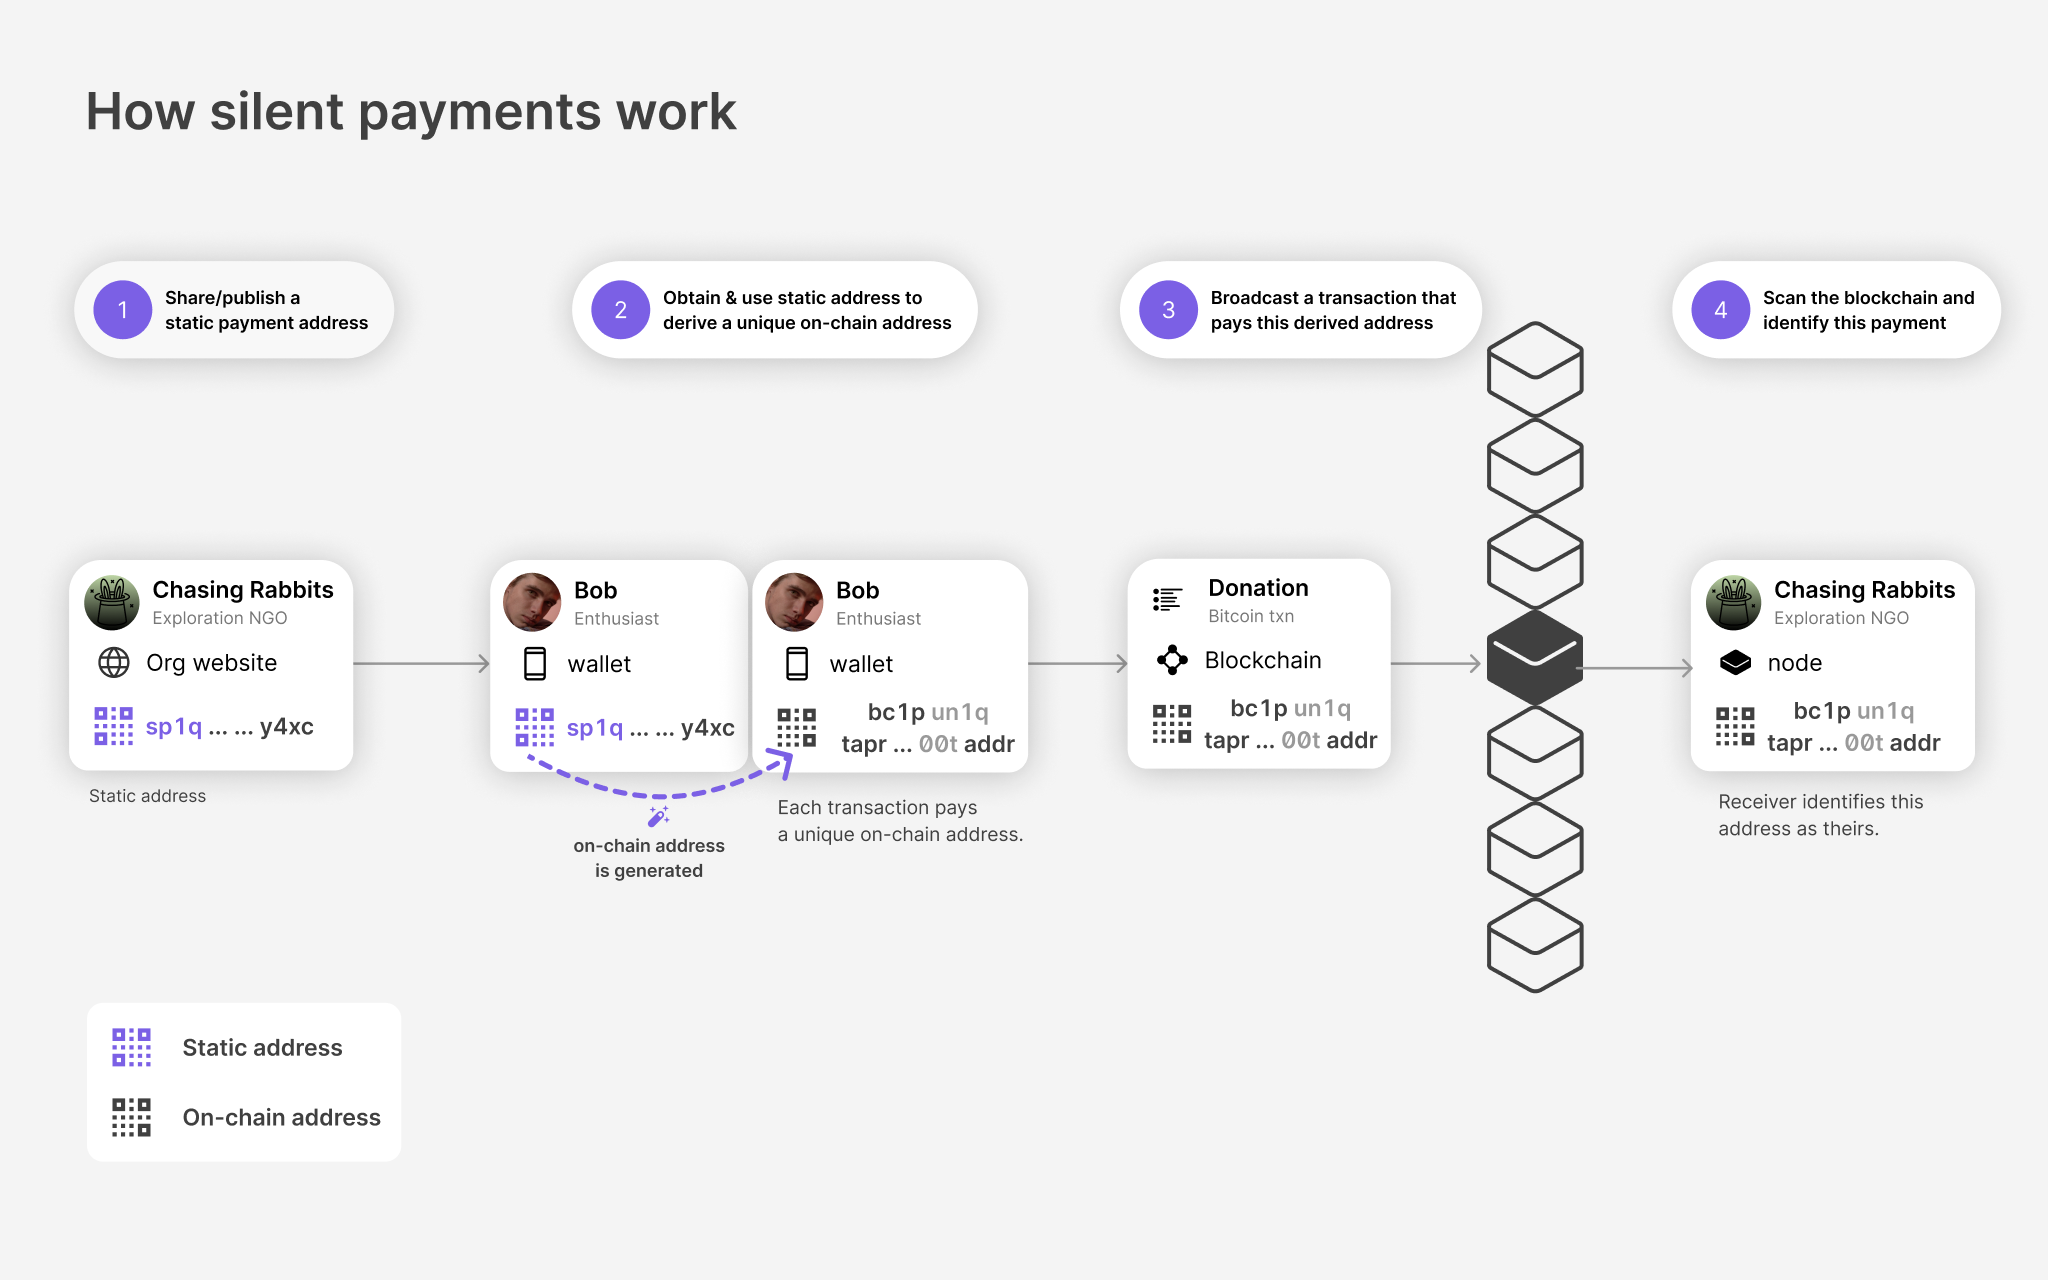 How silent payments work
1
Share/publish a
static payment address
2
Obtain & use static address to
derive a unique on-chain address
3
Broadcast a transaction that
pays this derived address
4
Scan the blockchain and
identify this payment
Chasing Rabbits
Exploration NGO
Org website
sp1q ... ... y4xc
Static address
Bob
Enthusiast
wallet
sp1q ... ... y4xc
on-chain address
is generated
Bob
Enthusiast
wallet
bc1p un1q
tapr ... 00t addr
Each transaction pays
a unique on-chain address.
Donation
Bitcoin txn
Blockchain
bc1p un1q
tapr ... 00t addr
Chasing Rabbits
Exploration NGO
node
bc1p un1q
tapr ... 00t addr
Receiver identifies this
address as theirs.
Static address
On-chain address